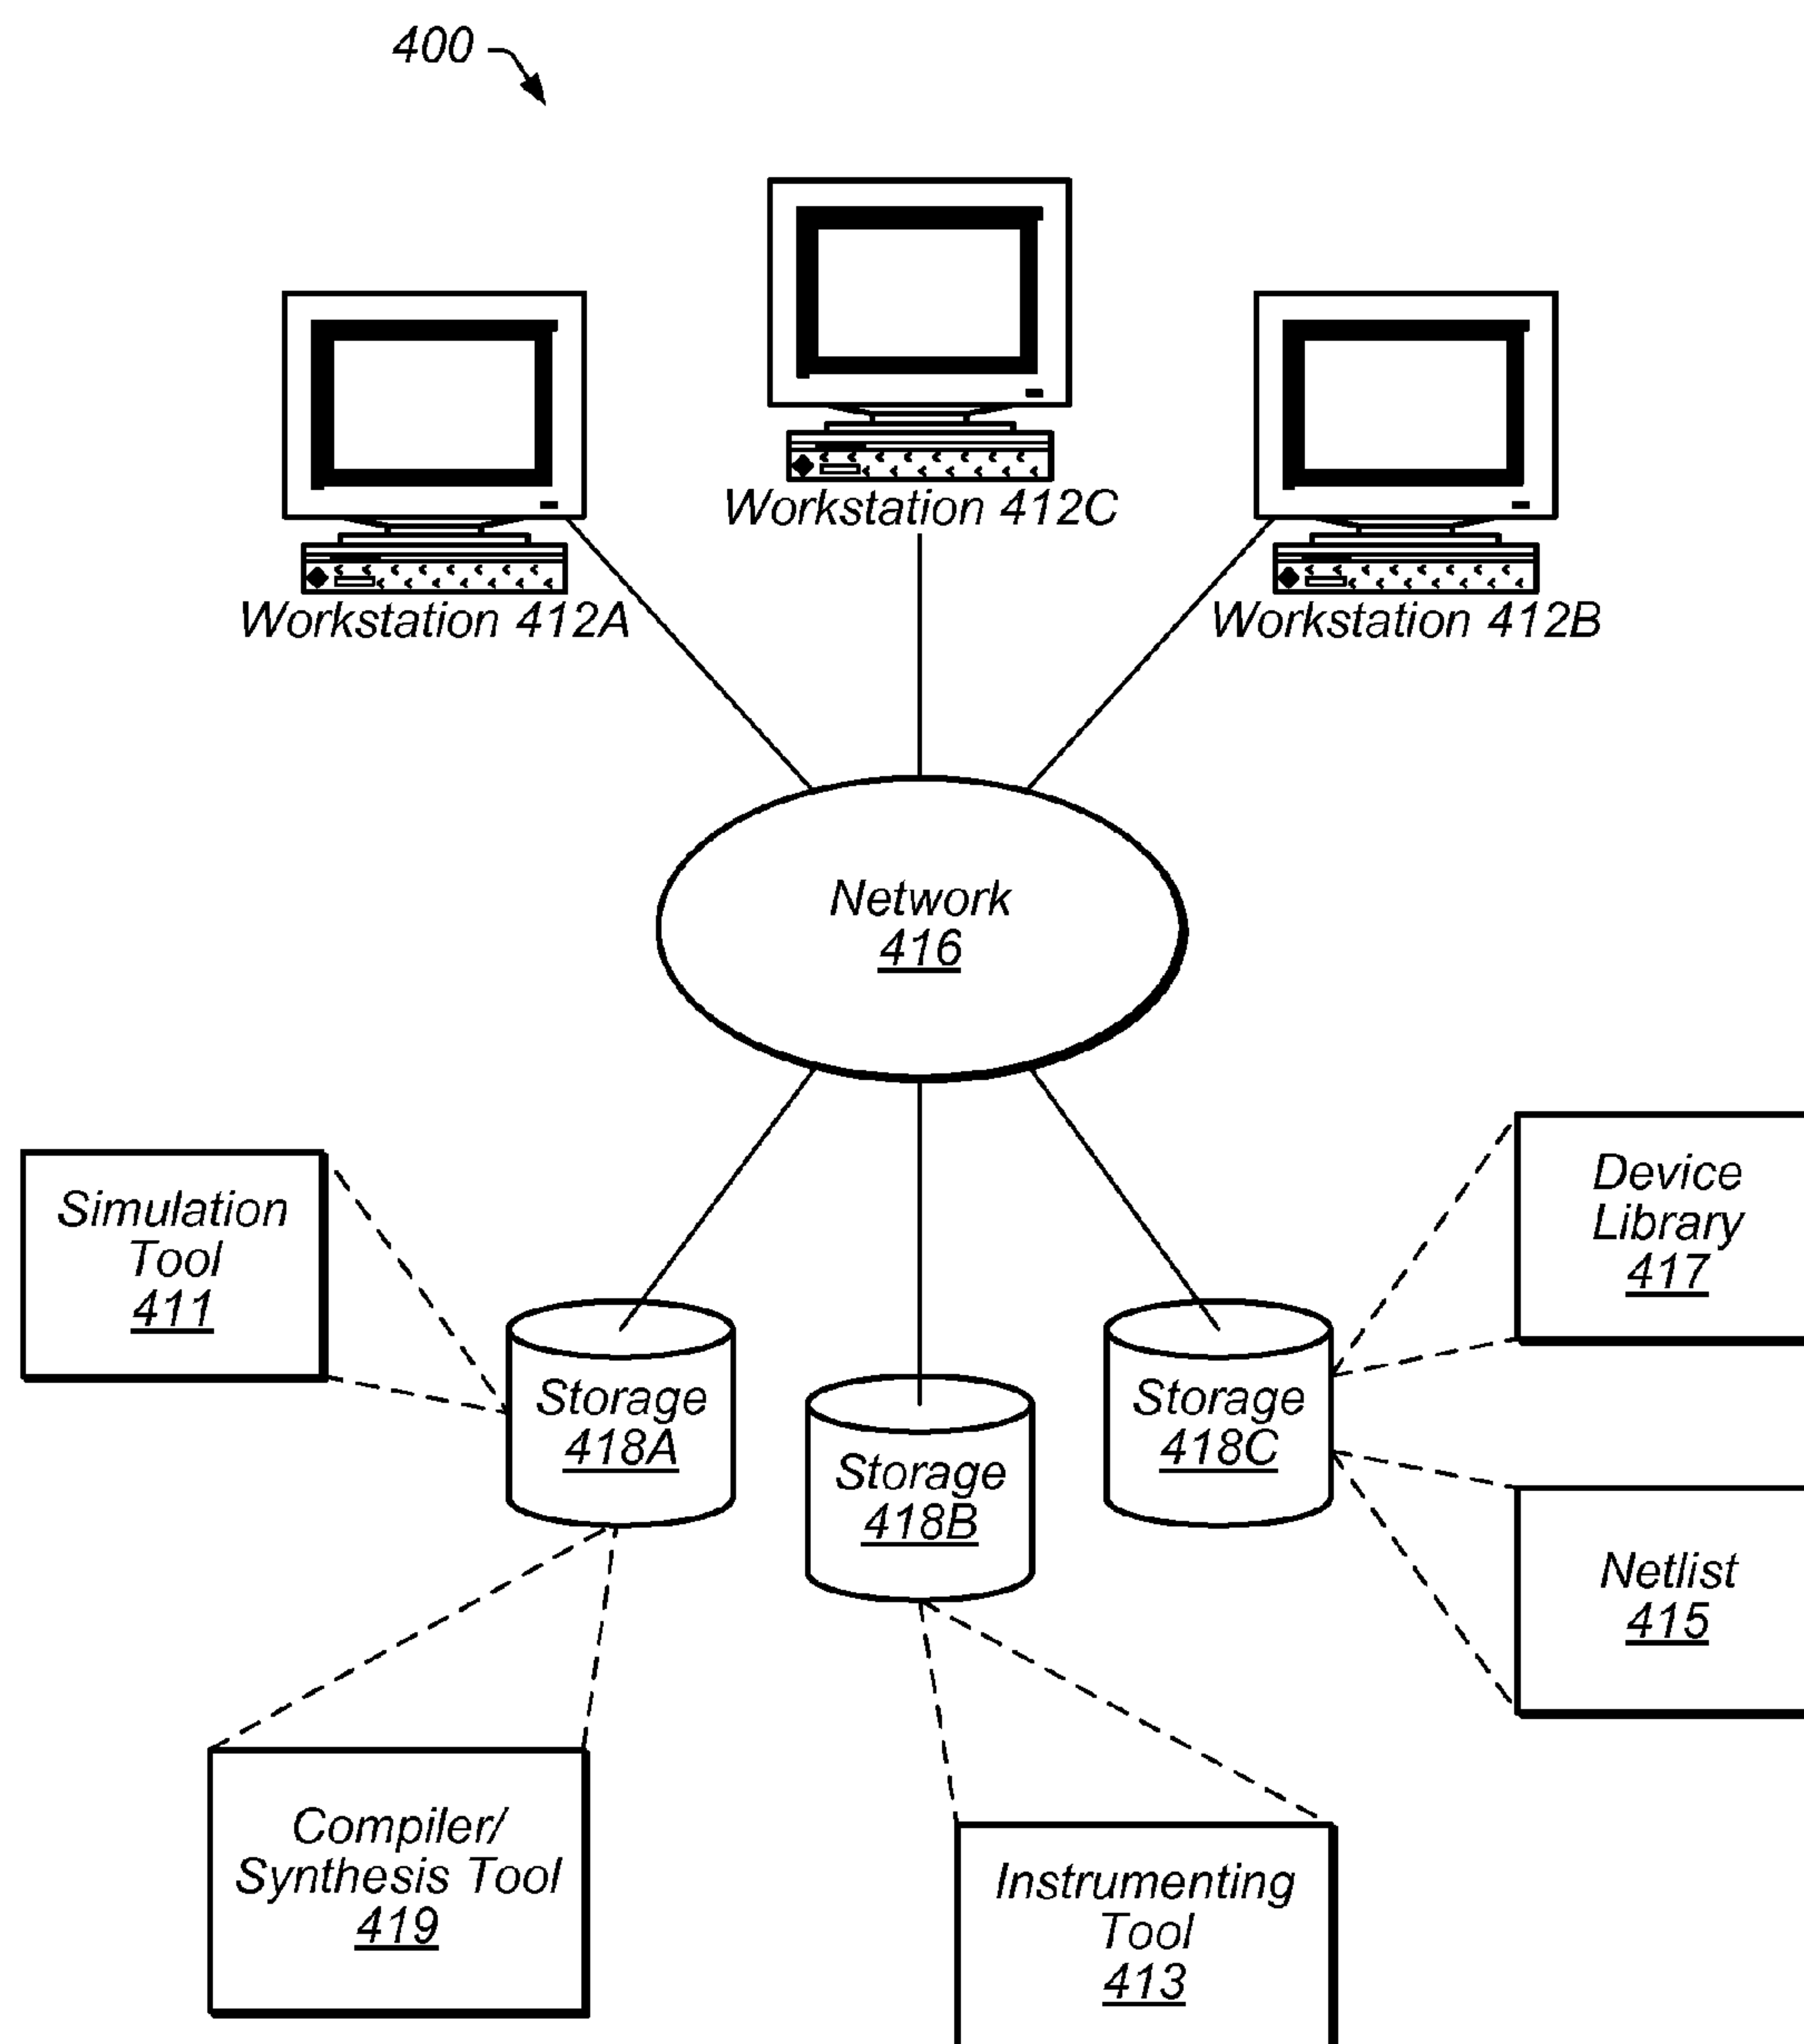 400
Workstation 412C
Workstation 412A
Workstation 412B
Network
416
Simulation
Tool
411
Device
Library
417
Storage
418A
Storage
418B
Storage
418C
Netlist
415
Compiler/
Synthesis Tool
419
Instrumenting
Tool
413